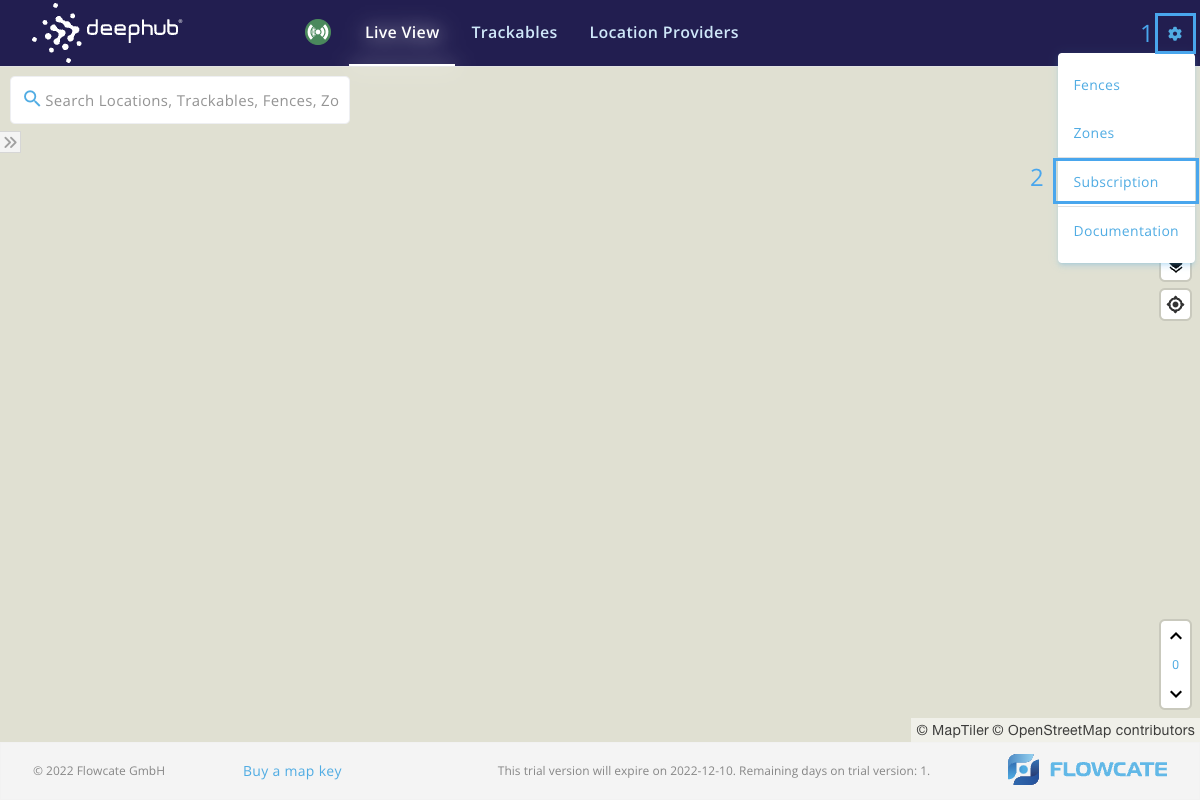 deephub®
Live View
Trackables
Location Providers
1
Search Locations, Trackables, Fences, Zo
Fences
Zones
2
Subscription
Documentation
0
© MapTiler © OpenStreetMap contributors
© 2022 Flowcate GmbH
Buy a map key
This trial version will expire on 2022-12-10. Remaining days on trial version: 1.
FLOWCATE